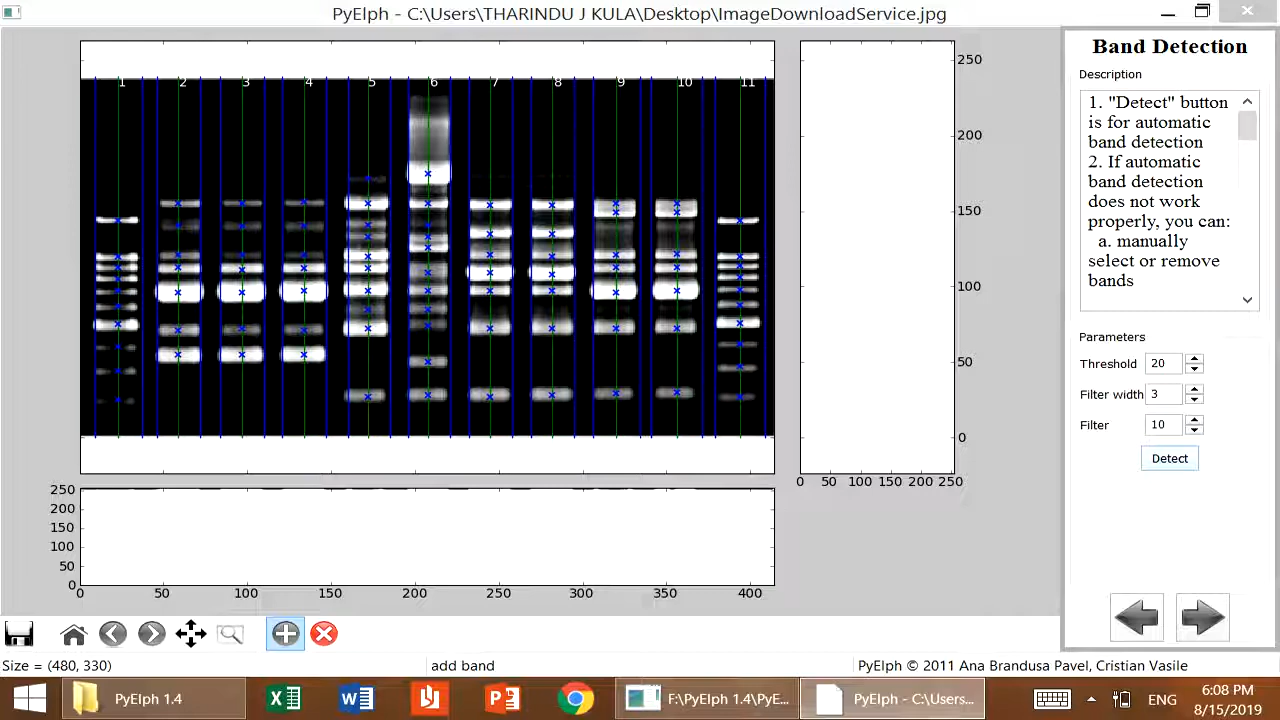 PyElph - C:\Users\THARINDU J KULA\Desktop\ImageDownloadService.jpg
1 2 3 4 5 6 7 8 9 10 11
250
200
150
100
50
0
0 50 100 150 200 250
250
200
150
100
50
0
0 50 100 150 200 250 300 350 400
Band Detection
Description
1. "Detect" button
is for automatic
band detection
2. If automatic
band detection
does not work
properly, you can:
a. manually
select or remove
bands
Parameters
Threshold 20
Filter width 3
Filter 10
Detect
Size = (480, 330)
add band
PyElph © 2011 Ana Brandusa Pavel, Cristian Vasile
PyElph 1.4
F:\PyElph 1.4\PyE...
PyElph - C:\Users...
ENG
6:08 PM
8/15/2019